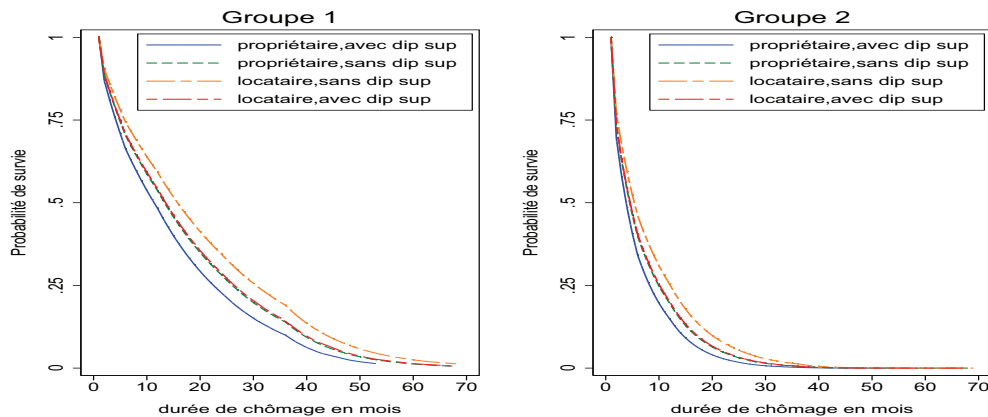 Groupe 1
propriétaire,avec dip sup
propriétaire,sans dip sup
locataire,sans dip sup
locataire,avec dip sup
Probabilité de survie
1
.75
.5
.25
0
0 10 20 30 40 50 60 70
durée de chômage en mois
Groupe 2
propriétaire,avec dip sup
propriétaire,sans dip sup
locataire,sans dip sup
locataire,avec dip sup
Probabilité de survie
1
.75
.5
.25
0
0 10 20 30 40 50 60 70
durée de chômage en mois